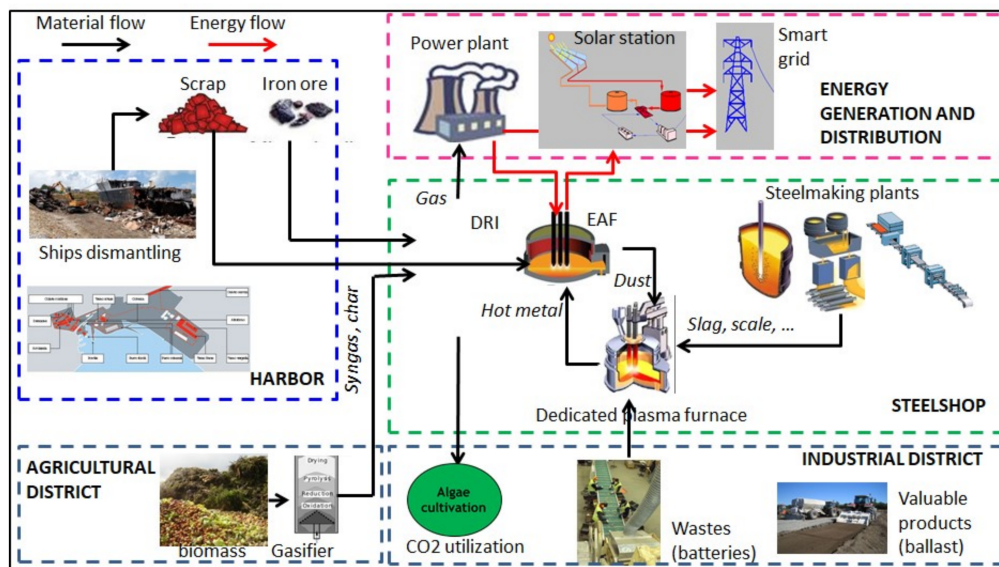 Material flow
Energy flow
Scrap
Iron ore
Ships dismantling
HARBOR
Syngas, char
Power plant
Solar station
Smart
grid
ENERGY
GENERATION AND
DISTRIBUTION
Gas
DRI
EAF
Steelmaking plants
Dust
Hot metal
Slag, scale, ...
Dedicated plasma furnace
STEELSHOP
AGRICULTURAL
DISTRICT
Drying
Pyrolysis
Reduction
Oxidation
biomass
Gasifier
Algae
cultivation
CO2 utilization
Wastes
(batteries)
INDUSTRIAL DISTRICT
Valuable
products
(ballast)